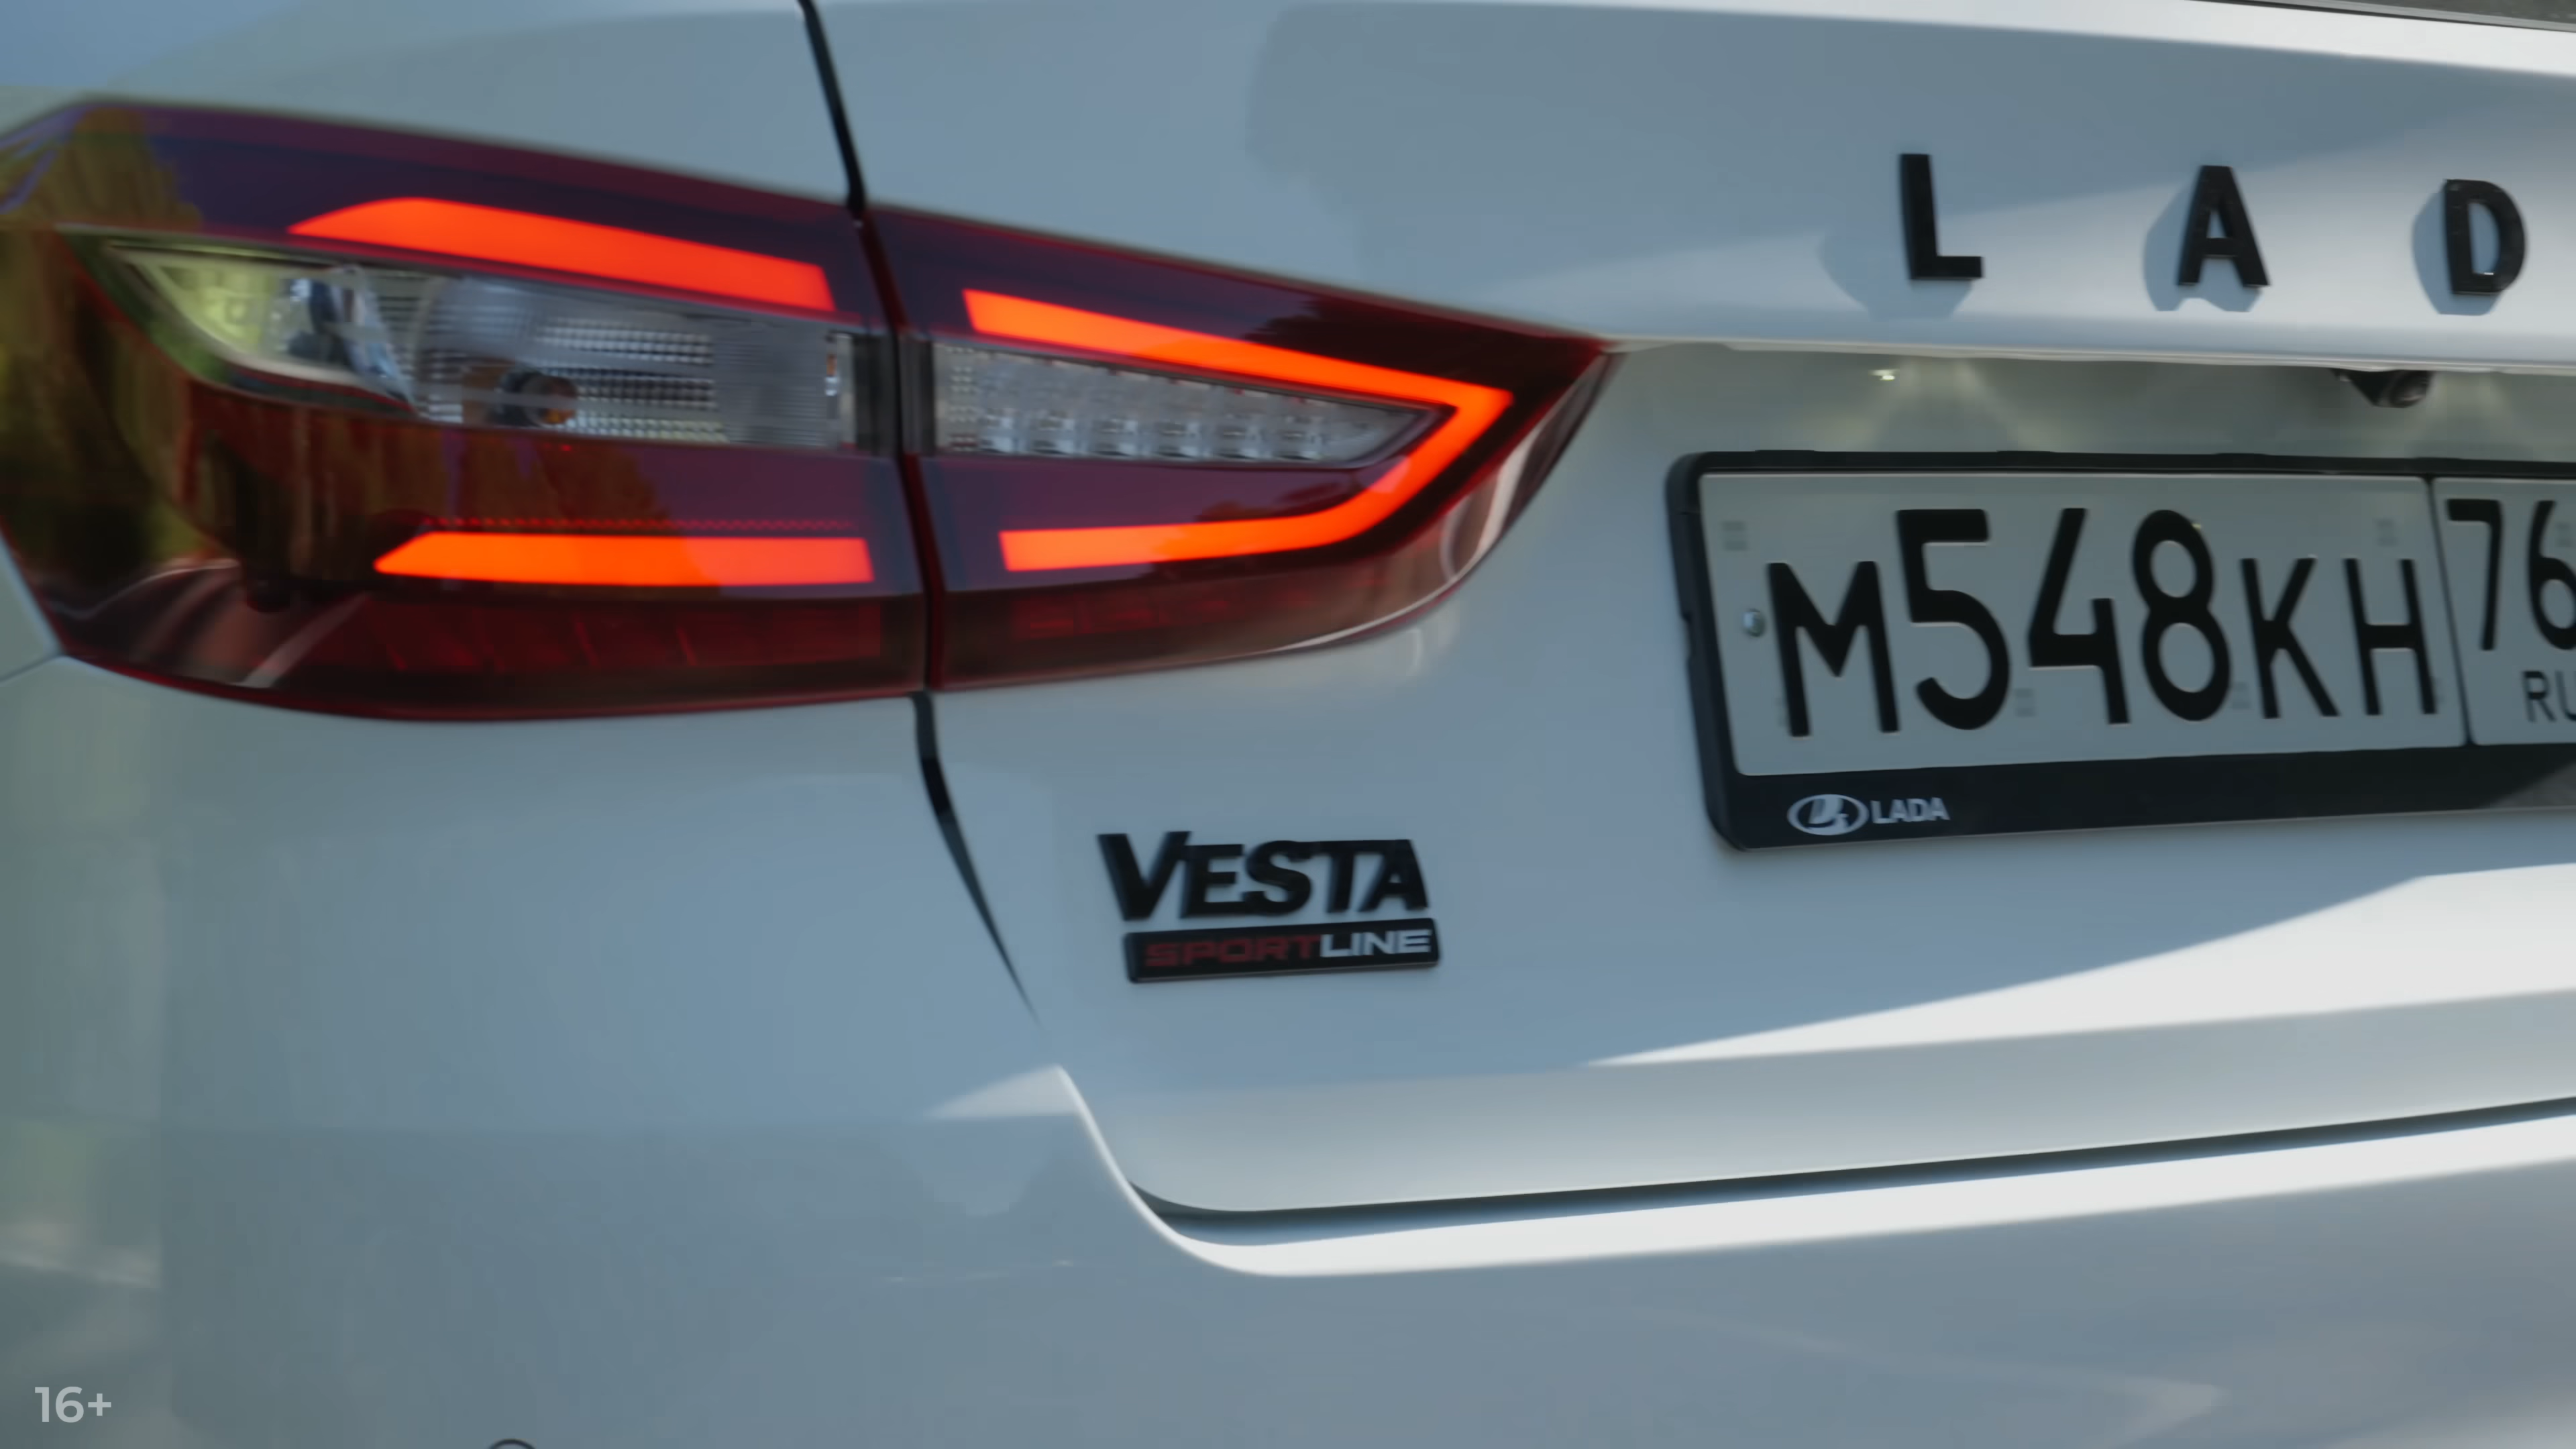 LAD
М548КН 76
RU
LADA
VESTA
SPORTLINE
16+